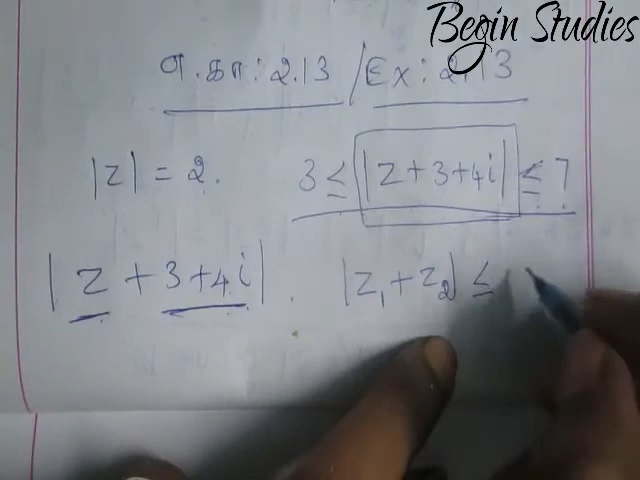 Begin Studies
எ.கா : 2.13 / Ex : 2.13
|z| = 2. 3 ≤ |z + 3 + 4i| ≤ 7
|z + 3 + 4i| . |z₁ + z₂| ≤